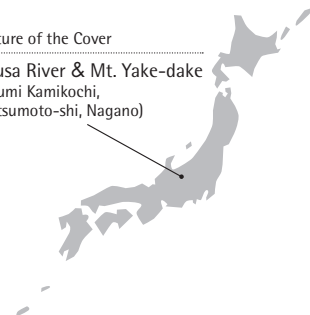 ture of the Cover
usa River & Mt. Yake-dake
umi Kamikochi,
tsumoto-shi, Nagano)